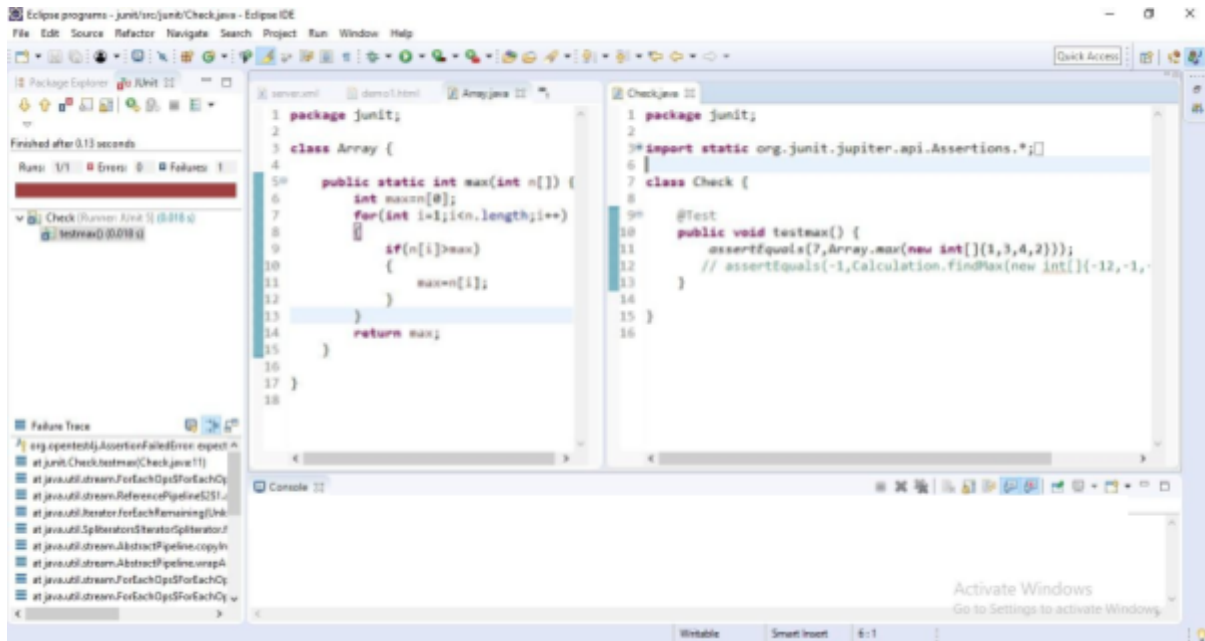 Eclipse programs - junit/src/junit/Check.java - Eclipse IDE
File Edit Source Refactor Navigate Search Project Run Window Help
Quick Access
Package Explorer JUnit
Finished after 0.13 seconds
Runs: 1/1 Errors: 0 Failures: 1
Check [Runner: JUnit 5] (0.018 s)
testmax() (0.018 s)
Failure Trace
org.opentest4j.AssertionFailedError: expect
at junit.Check.testmax(Check.java:11)
at java.util.stream.ForEachOps$ForEachOp
at java.util.stream.ReferencePipeline$2$1.
at java.util.Iterator.forEachRemaining(Unk
at java.util.Spliterators$IteratorSpliterator.f
at java.util.stream.AbstractPipeline.copyIn
at java.util.stream.AbstractPipeline.wrapA
at java.util.stream.ForEachOps$ForEachOp
at java.util.stream.ForEachOps$ForEachOp
server.xml demo1.html Array.java
1 package junit;
2
3 class Array {
4
5 public static int max(int n[]) {
6 int max=n[0];
7 for(int i=1;i<n.length;i++)
8 {
9 if(n[i]>max)
10 {
11 max=n[i];
12 }
13 }
14 return max;
15 }
16
17 }
18
Check.java
1 package junit;
2
3 import static org.junit.jupiter.api.Assertions.*;
6
7 class Check {
8
9 @Test
10 public void testmax() {
11 assertEquals(7,Array.max(new int[]{1,3,4,2}));
12 // assertEquals(-1,Calculation.findMax(new int[]{-12,-1,-
13 }
14
15 }
16
Console
Activate Windows
Go to Settings to activate Windows.
Writable Smart Insert 6:1